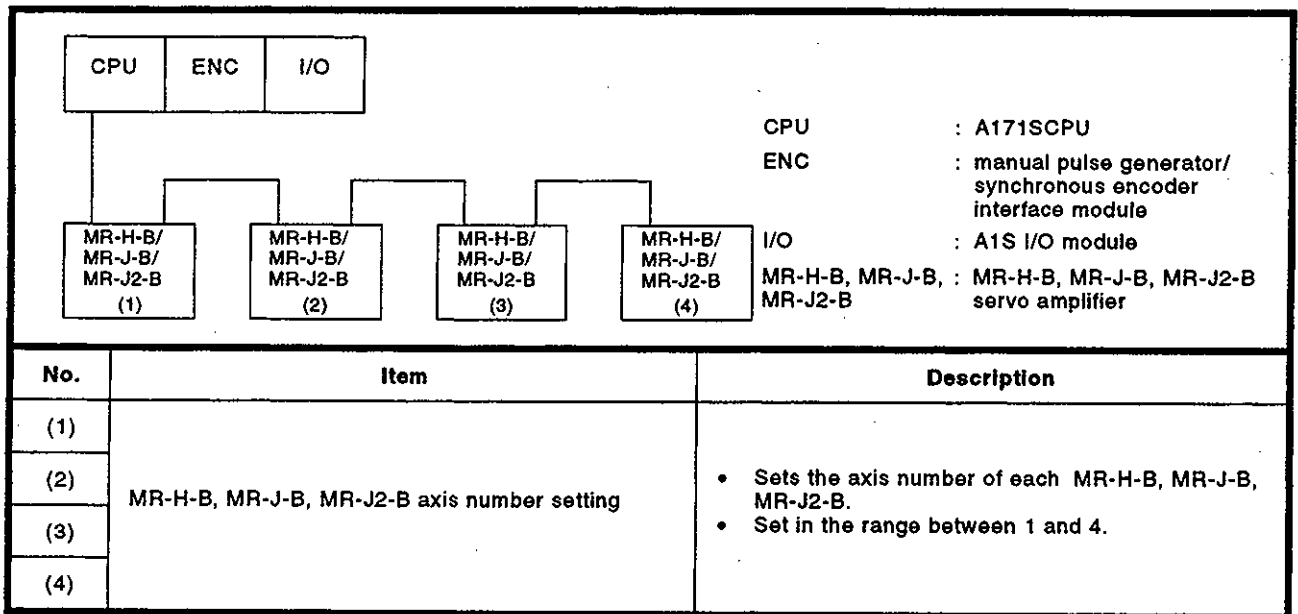 CPU ENC I/O
CPU : A171SCPU
ENC : manual pulse generator/
synchronous encoder
interface module
I/O : A1S I/O module
MR-H-B, MR-J-B, : MR-H-B, MR-J-B, MR-J2-B
MR-J2-B servo amplifier
MR-H-B/
MR-J-B/
MR-J2-B
(1)
MR-H-B/
MR-J-B/
MR-J2-B
(2)
MR-H-B/
MR-J-B/
MR-J2-B
(3)
MR-H-B/
MR-J-B/
MR-J2-B
(4)
No. Item Description
(1)
(2)
(3)
(4)
MR-H-B, MR-J-B, MR-J2-B axis number setting
• Sets the axis number of each MR-H-B, MR-J-B,
MR-J2-B.
• Set in the range between 1 and 4.